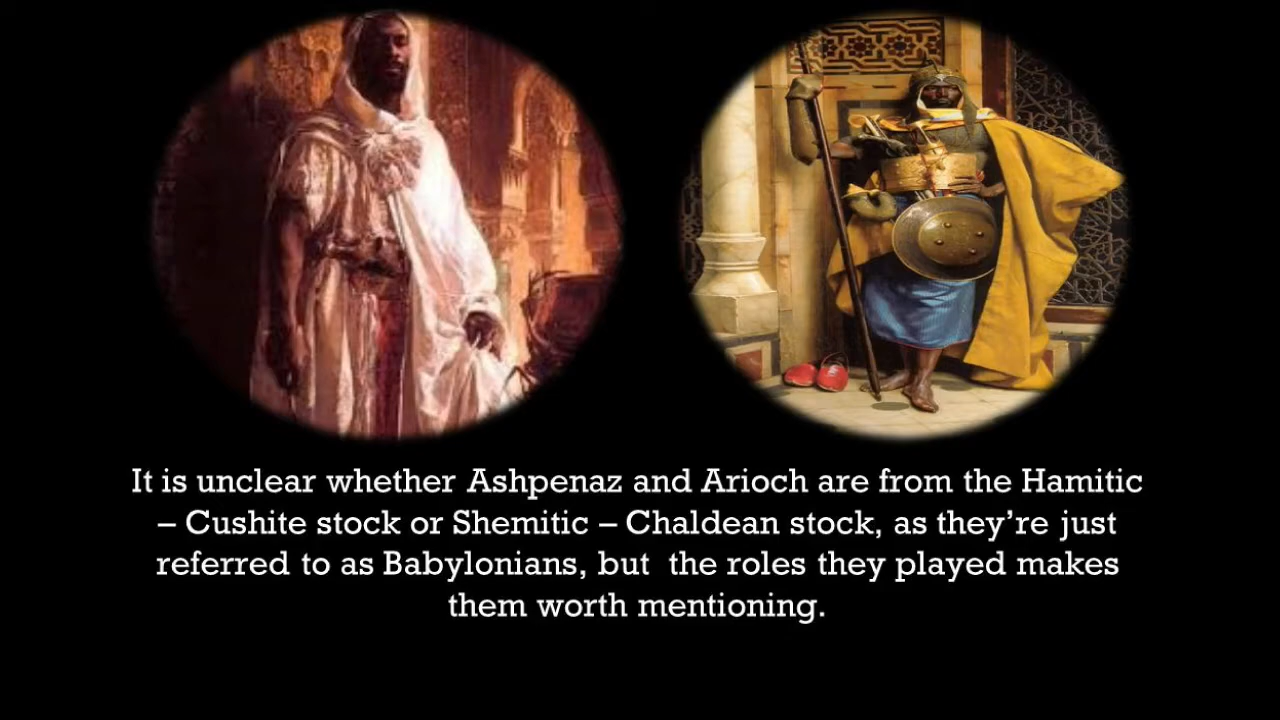 It is unclear whether Ashpenaz and Arioch are from the Hamitic
– Cushite stock or Shemitic – Chaldean stock, as they’re just
referred to as Babylonians, but  the roles they played makes
them worth mentioning.